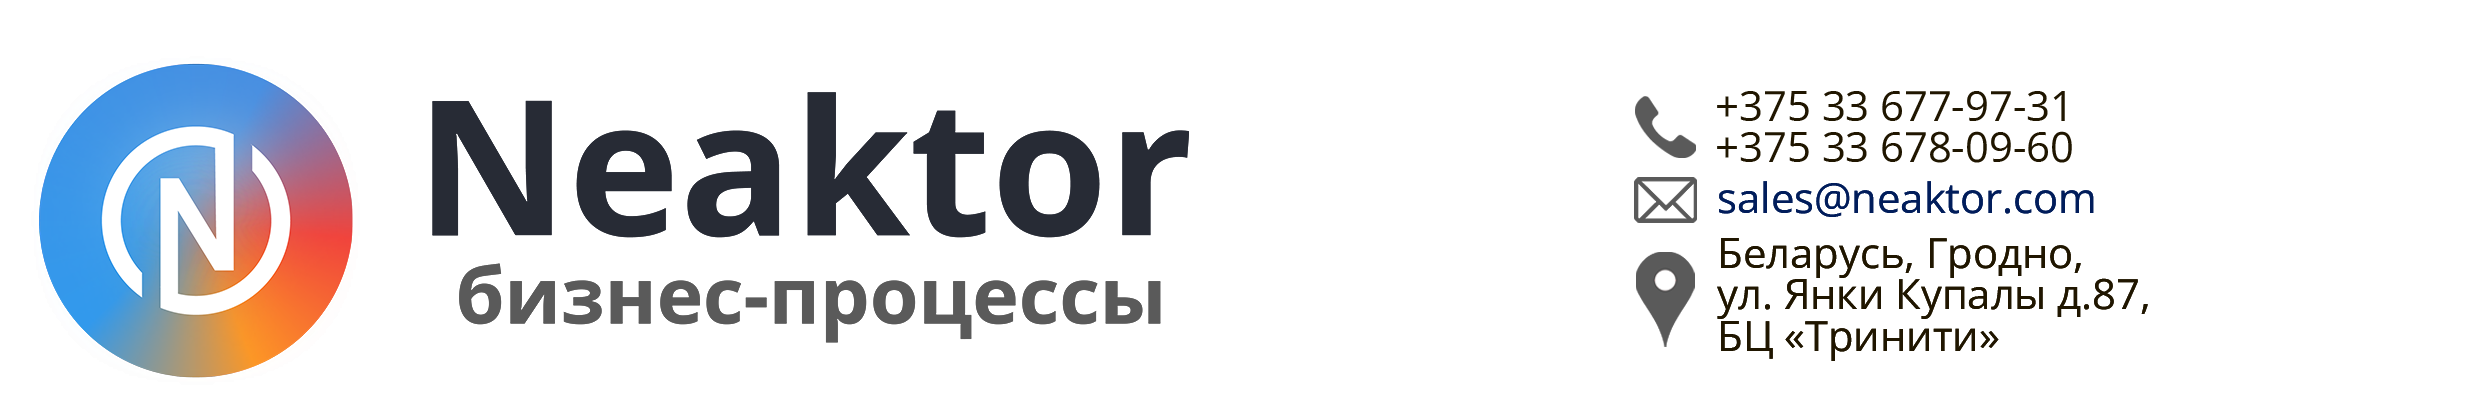 Neaktor
бизнес-процессы
+375 33 677-97-31
+375 33 678-09-60
sales@neaktor.com
Беларусь, Гродно,
ул. Янки Купалы д.87,
БЦ «Тринити»